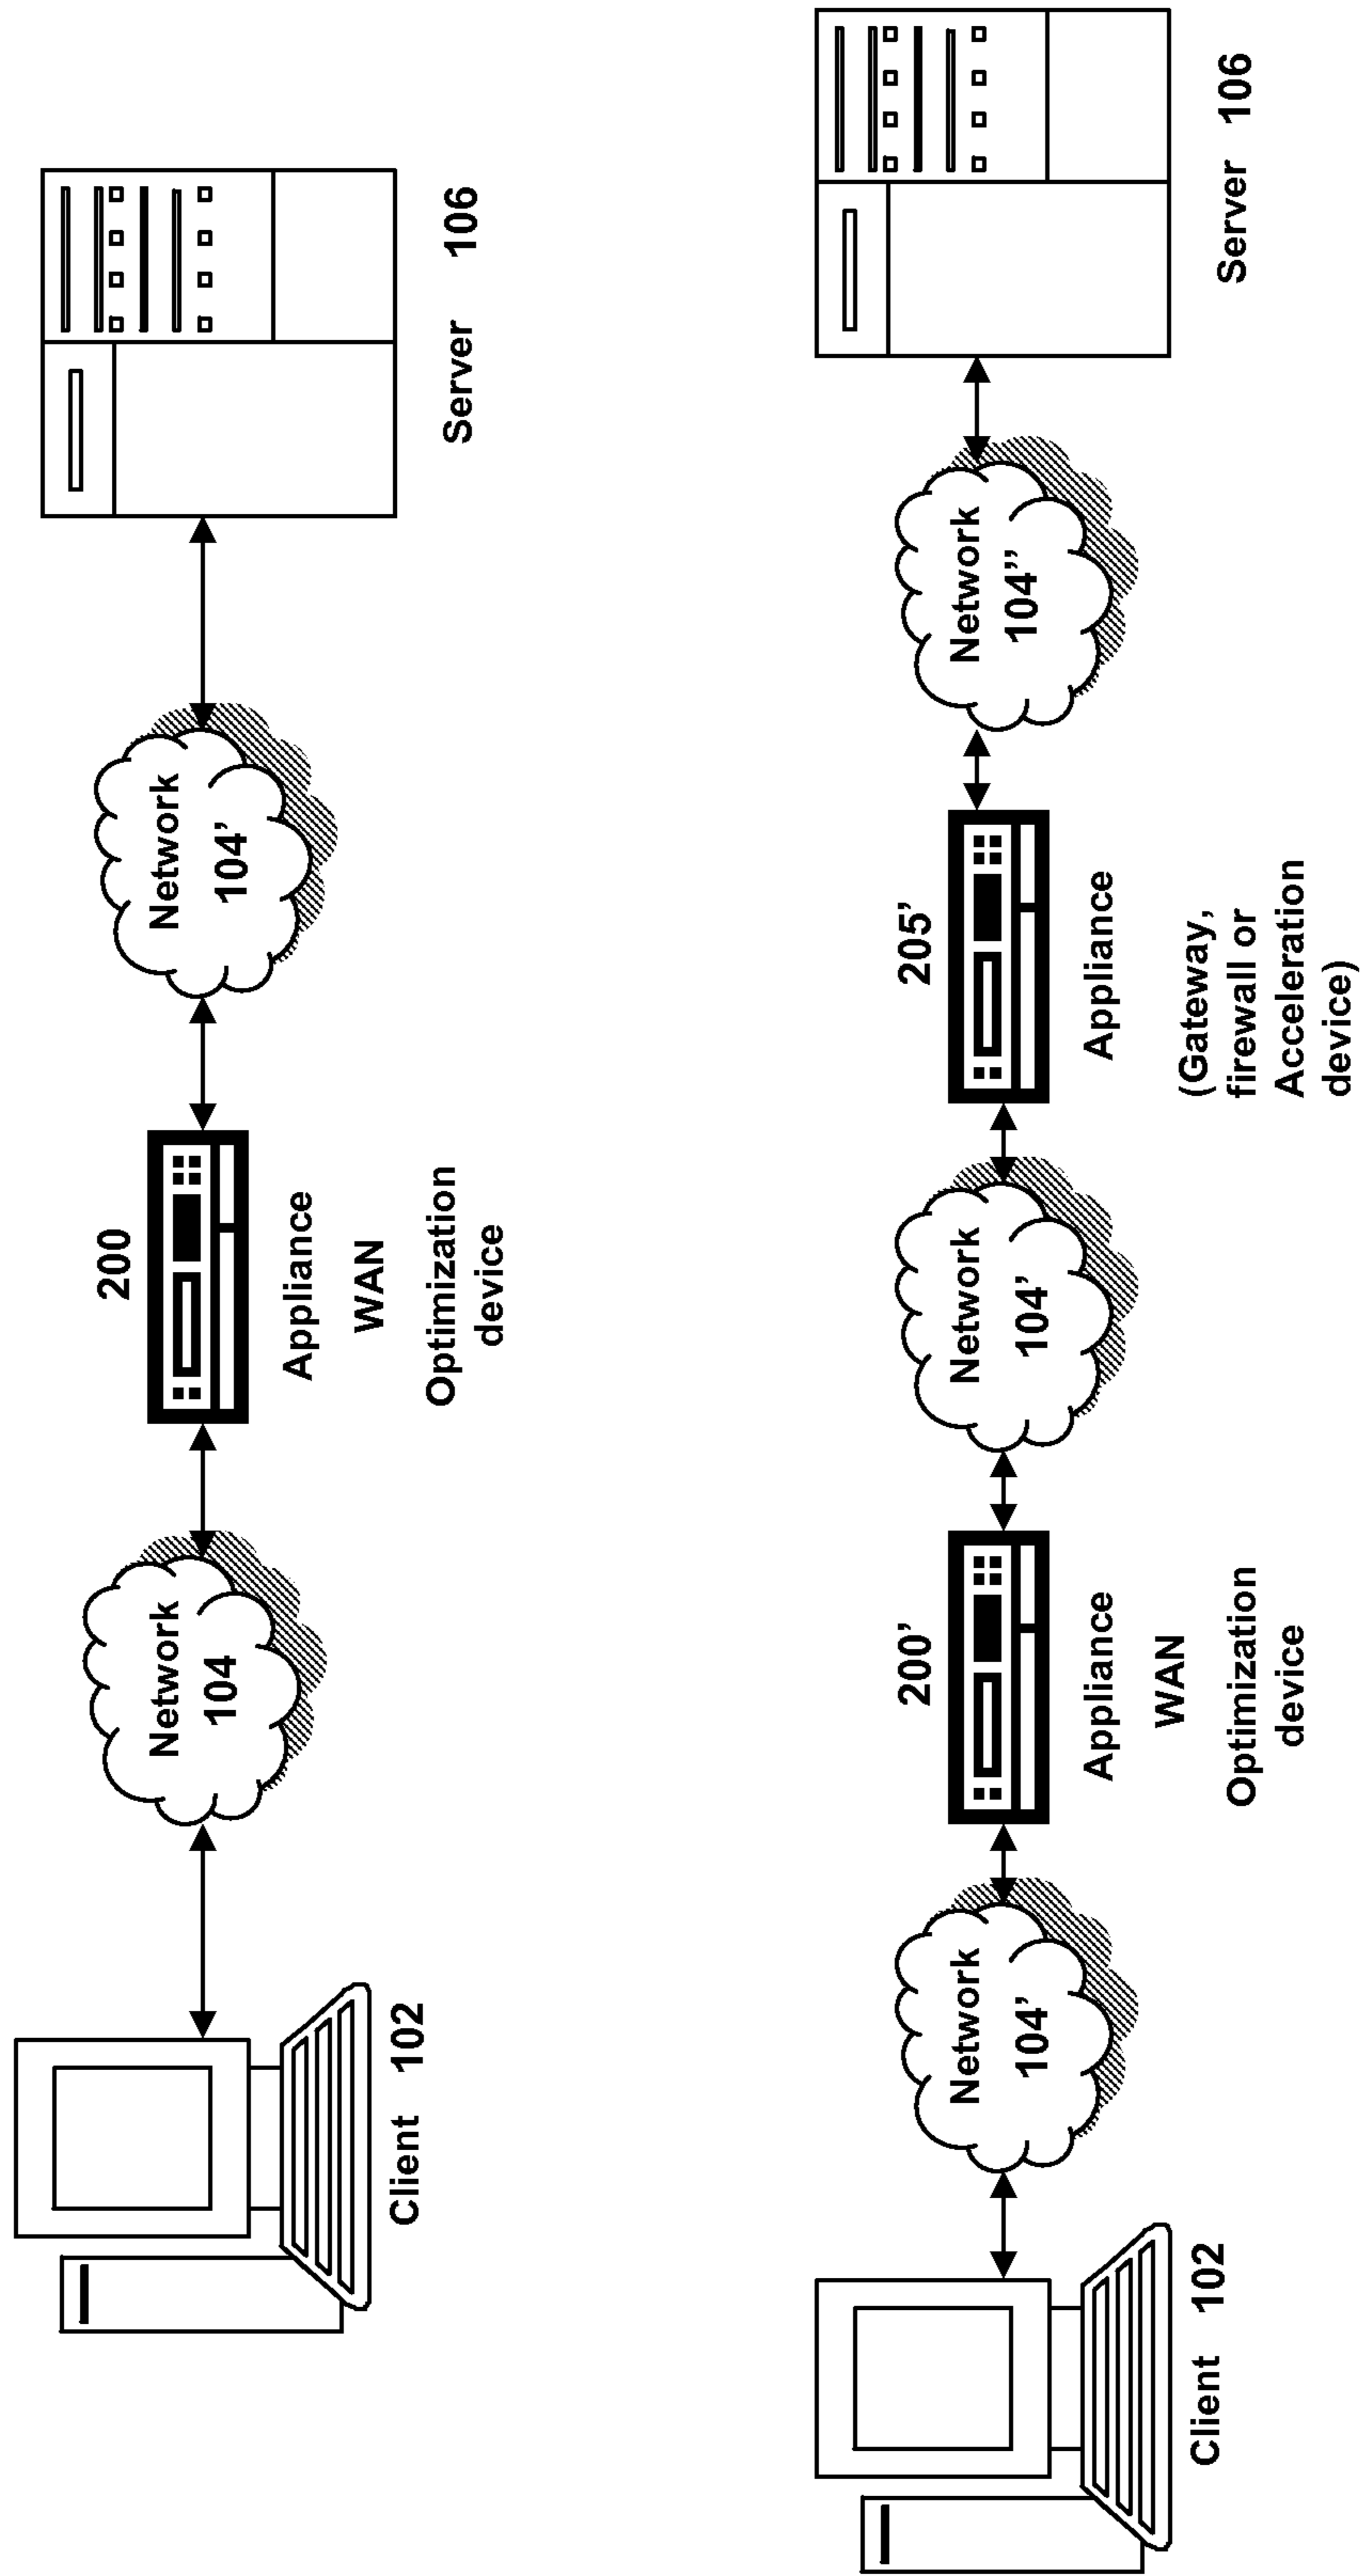 Client 102
Network
104
200
Appliance
WAN
Optimization
device
Network
104’
Server 106
Client 102
Network
104’
200’
Appliance
WAN
Optimization
device
Network
104’
205’
Appliance
(Gateway,
firewall or
Acceleration
device)
Network
104”
Server 106